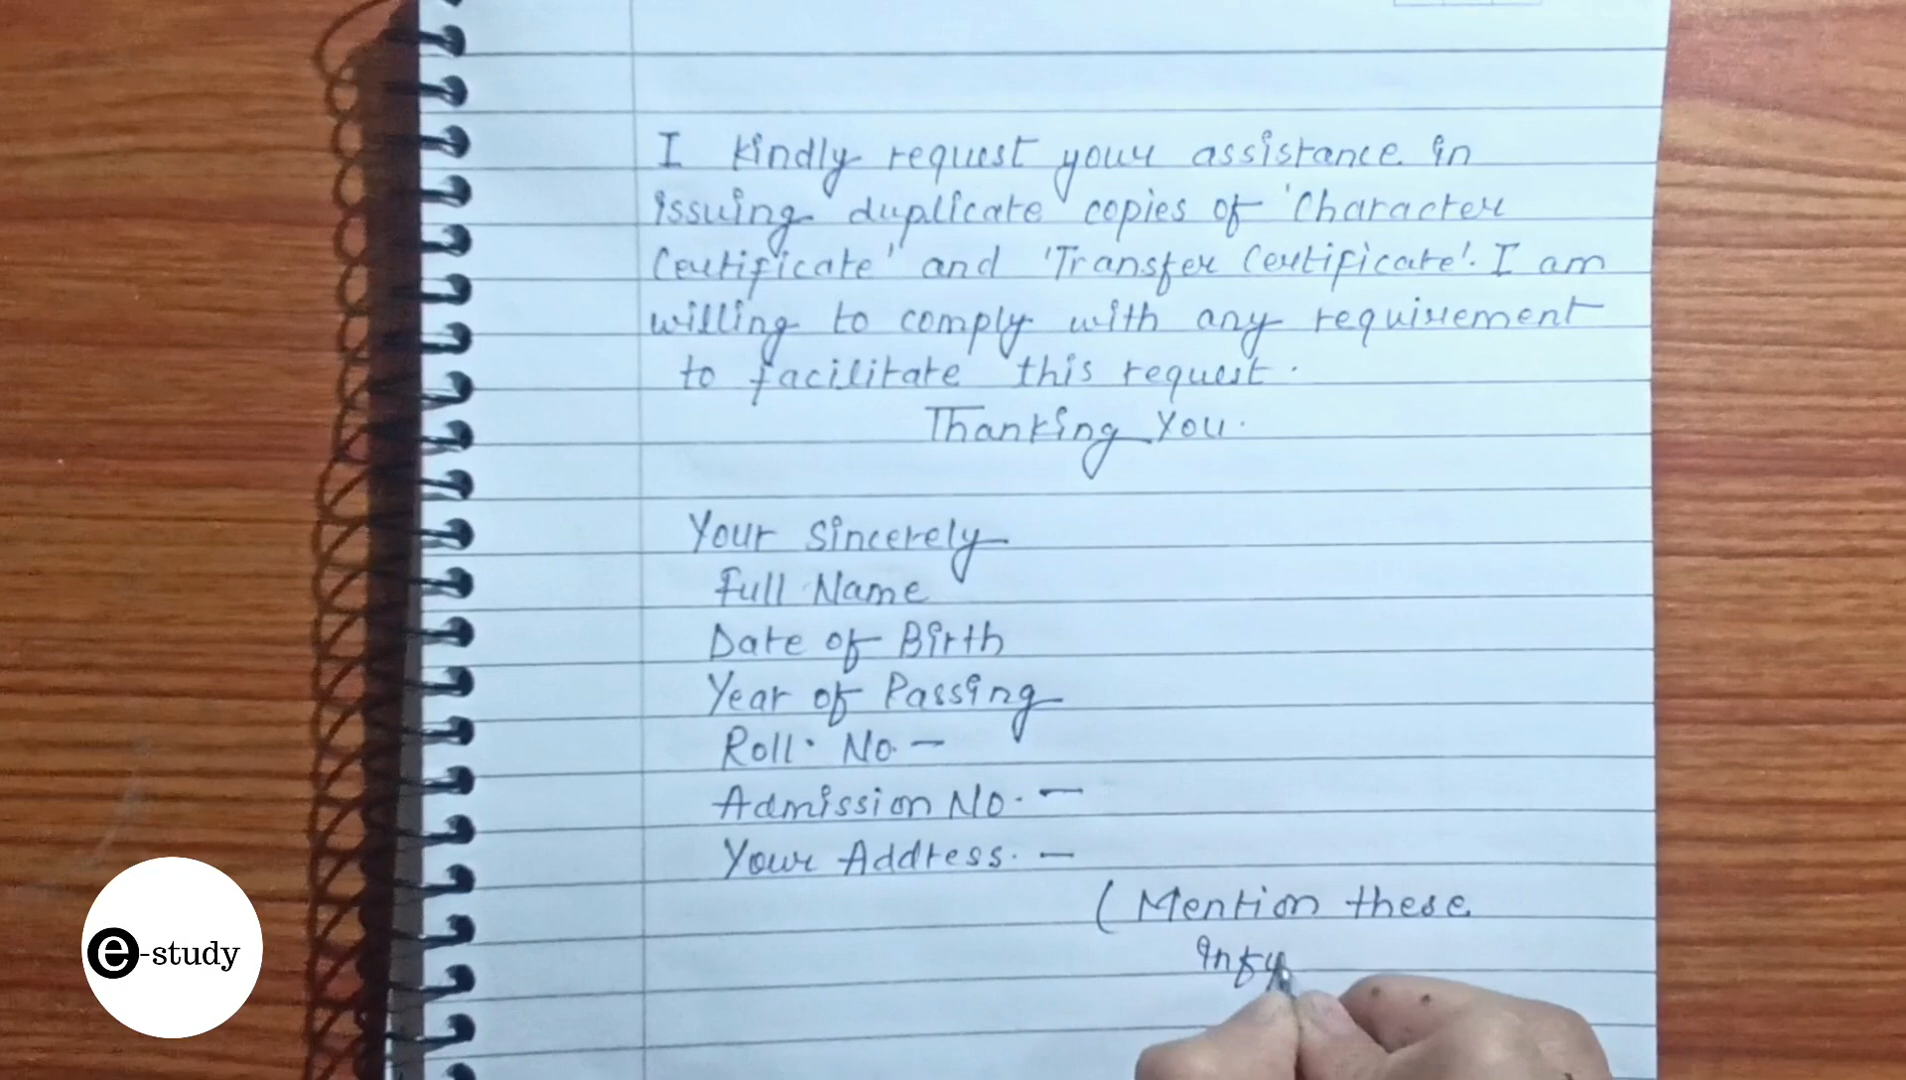 I kindly request your assistance in
issuing duplicate copies of 'Character
Certificate' and 'Transfer Certificate'. I am
willing to comply with any requirement
to facilitate this request.
Thanking You.
Your Sincerely
Full Name
Date of Birth
Year of Passing
Roll. No. —
Admission No. —
Your Address. —
(Mention these
e-study